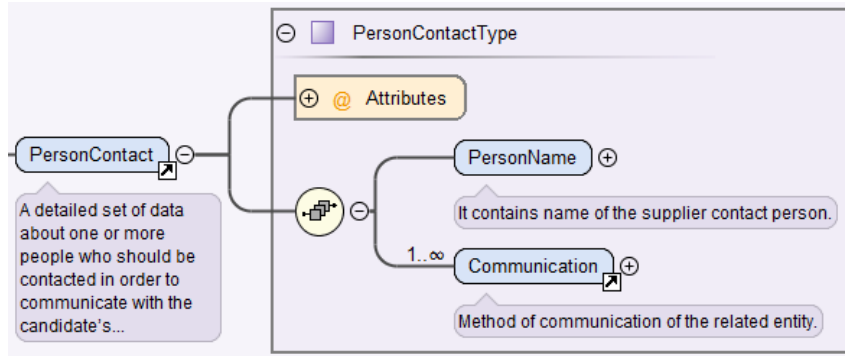 PersonContactType
@ Attributes
PersonContact
A detailed set of data
about one or more
people who should be
contacted in order to
communicate with the
candidate's...
PersonName
It contains name of the supplier contact person.
1..∞
Communication
Method of communication of the related entity.